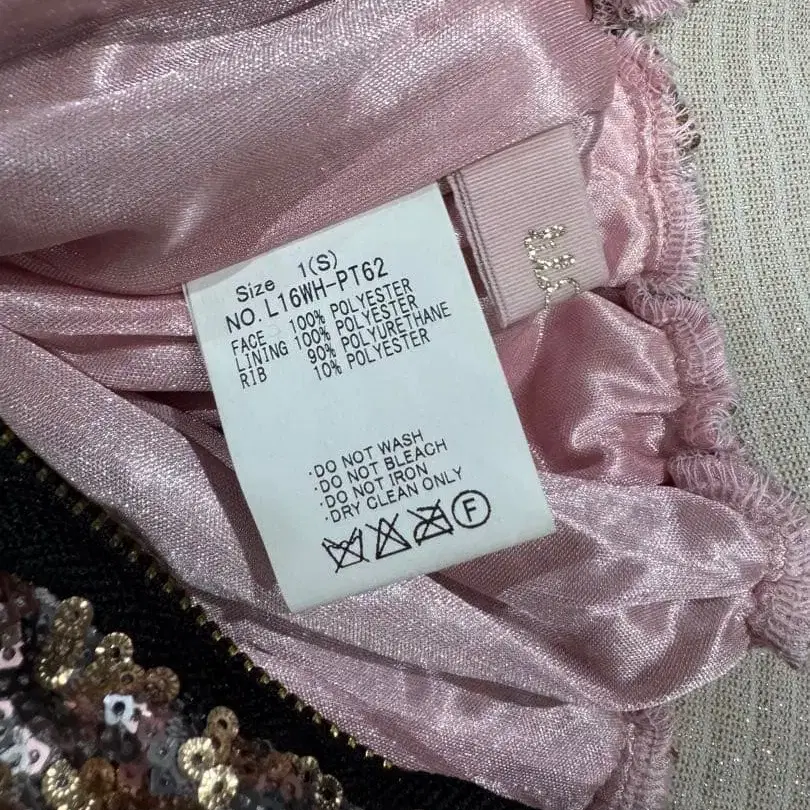 Size 1(S)
NO.L16WH-PT62
FACE 100% POLYESTER
LINING 100% POLYESTER
RIB 90% POLYURETHANE
10% POLYESTER
·DO NOT WASH
·DO NOT BLEACH
·DO NOT IRON
·DRY CLEAN ONLY
F